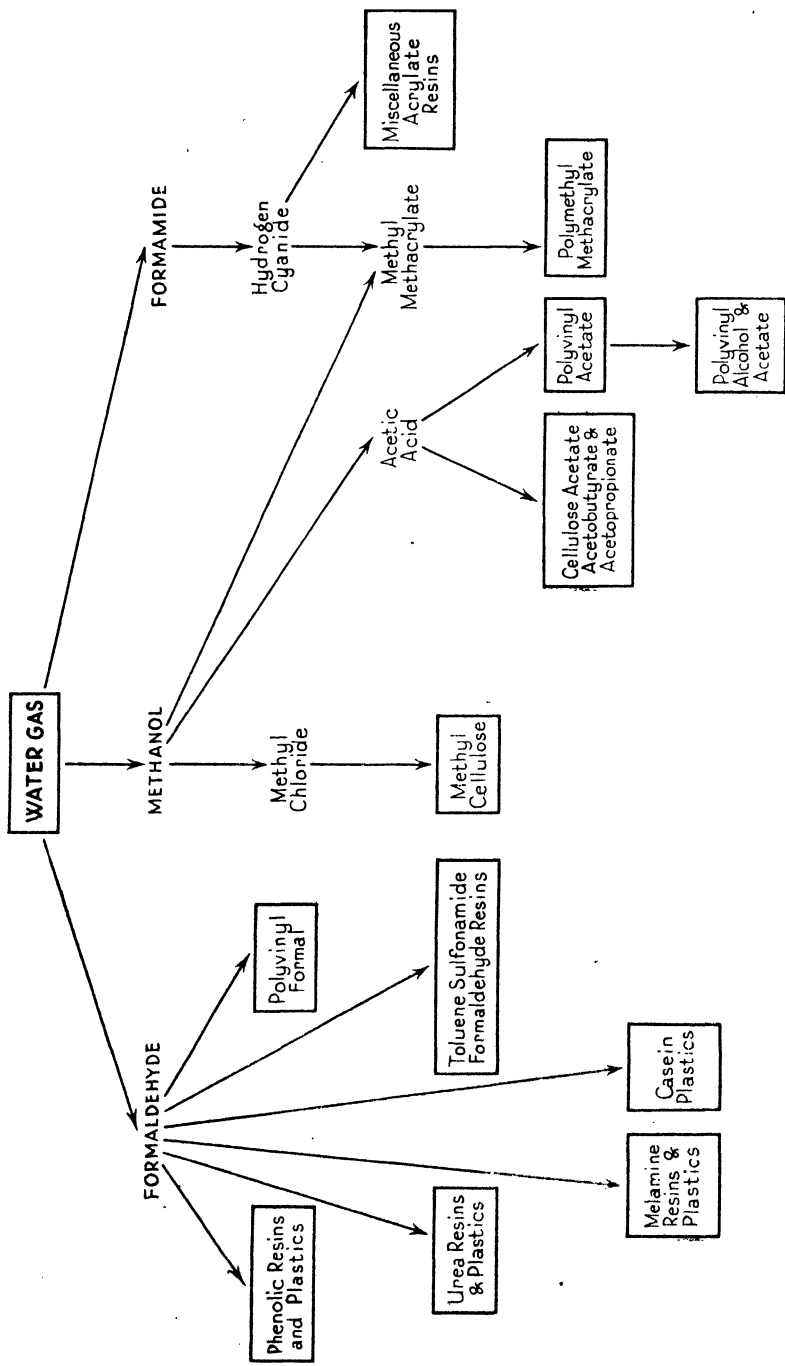 WATER GAS
FORMALDEHYDE
METHANOL
FORMAMIDE
Phenolic Resins
and Plastics
Polyvinyl
Formal
Methyl
Chloride
Hydrogen
Cyanide
Acetic
Acid
Methyl
Methacrylate
Miscellaneous
Acrylate
Resins
Urea Resins
& Plastics
Toluene Sulfonamide
Formaldehyde Resins
Methyl
Cellulose
Cellulose Acetate
Acetobutyrate &
Acetopropionate
Polyvinyl
Acetate
Polymethyl
Methacrylate
Melamine
Resins &
Plastics
Casein
Plastics
Polyvinyl
Alcohol &
Acetate